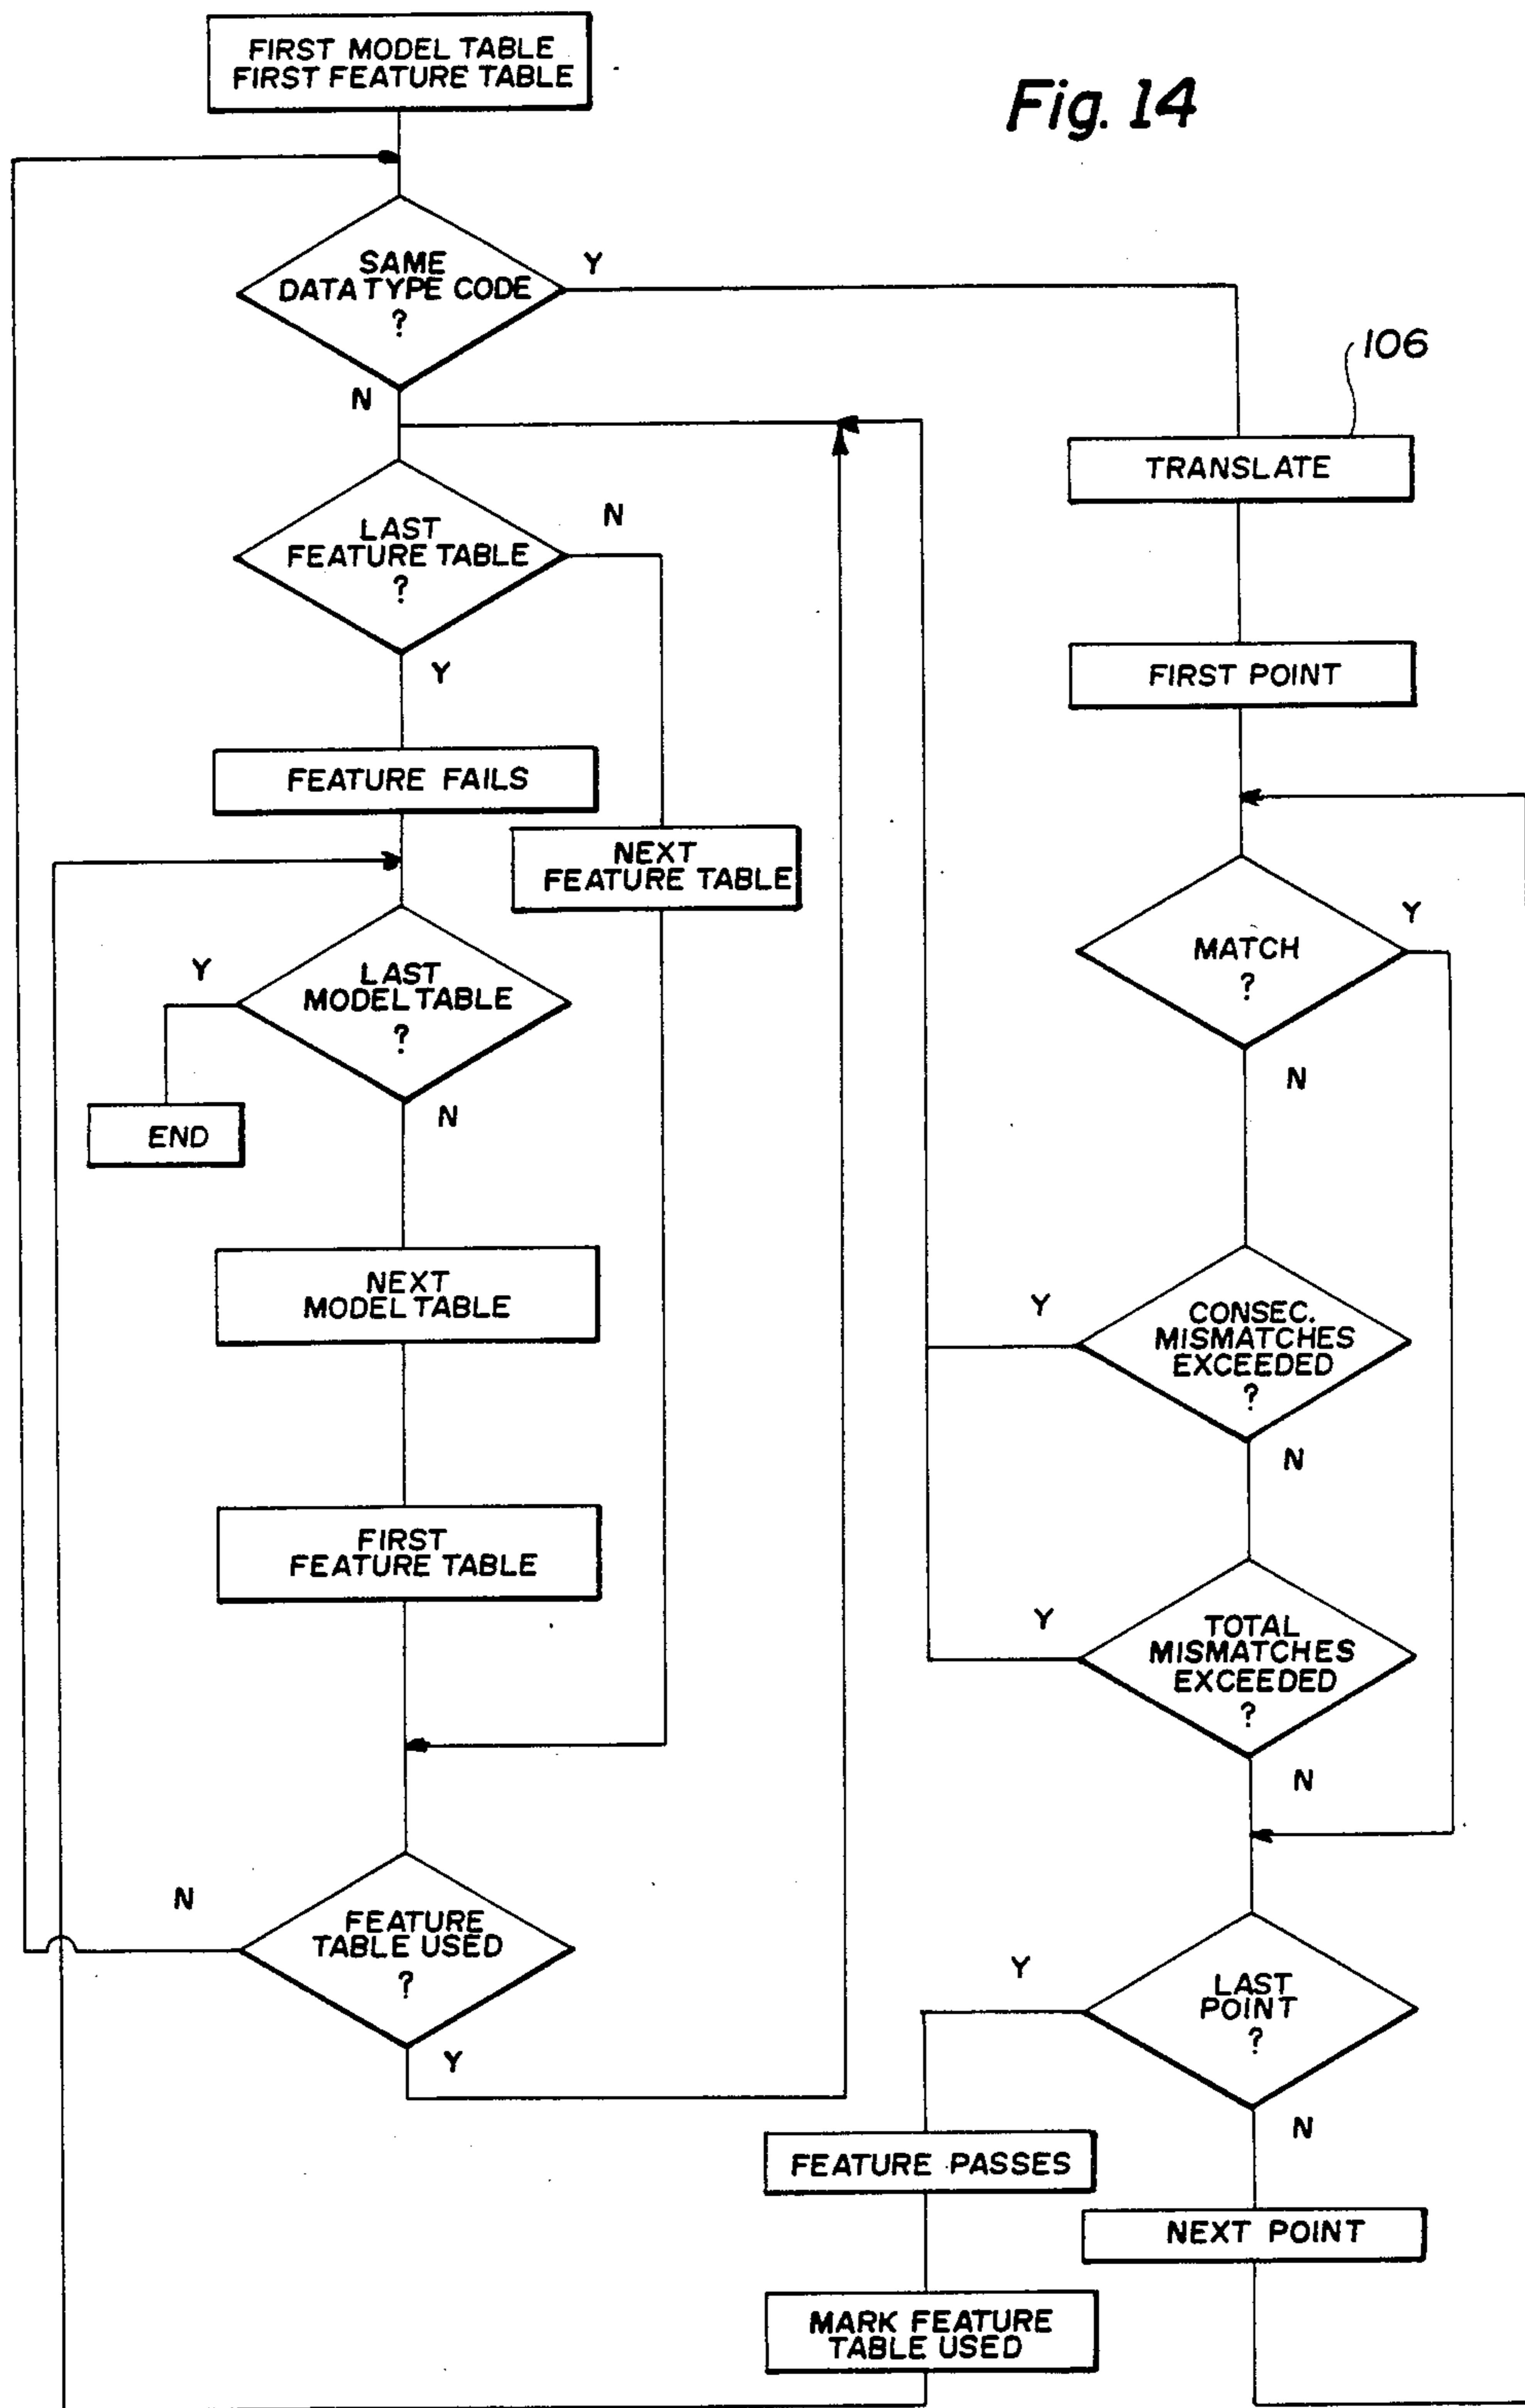 FIRST MODEL TABLE
FIRST FEATURE TABLE
Fig. 14
SAME
DATA TYPE CODE
?
Y
N
106
TRANSLATE
LAST
FEATURE TABLE
?
N
Y
FIRST POINT
FEATURE FAILS
NEXT
FEATURE TABLE
MATCH
?
Y
N
LAST
MODEL TABLE
?
Y
N
END
NEXT
MODEL TABLE
CONSEC.
MISMATCHES
EXCEEDED
?
Y
N
FIRST
FEATURE TABLE
TOTAL
MISMATCHES
EXCEEDED
?
Y
N
FEATURE
TABLE USED
?
N
Y
LAST
POINT
?
Y
N
FEATURE PASSES
NEXT POINT
MARK FEATURE
TABLE USED